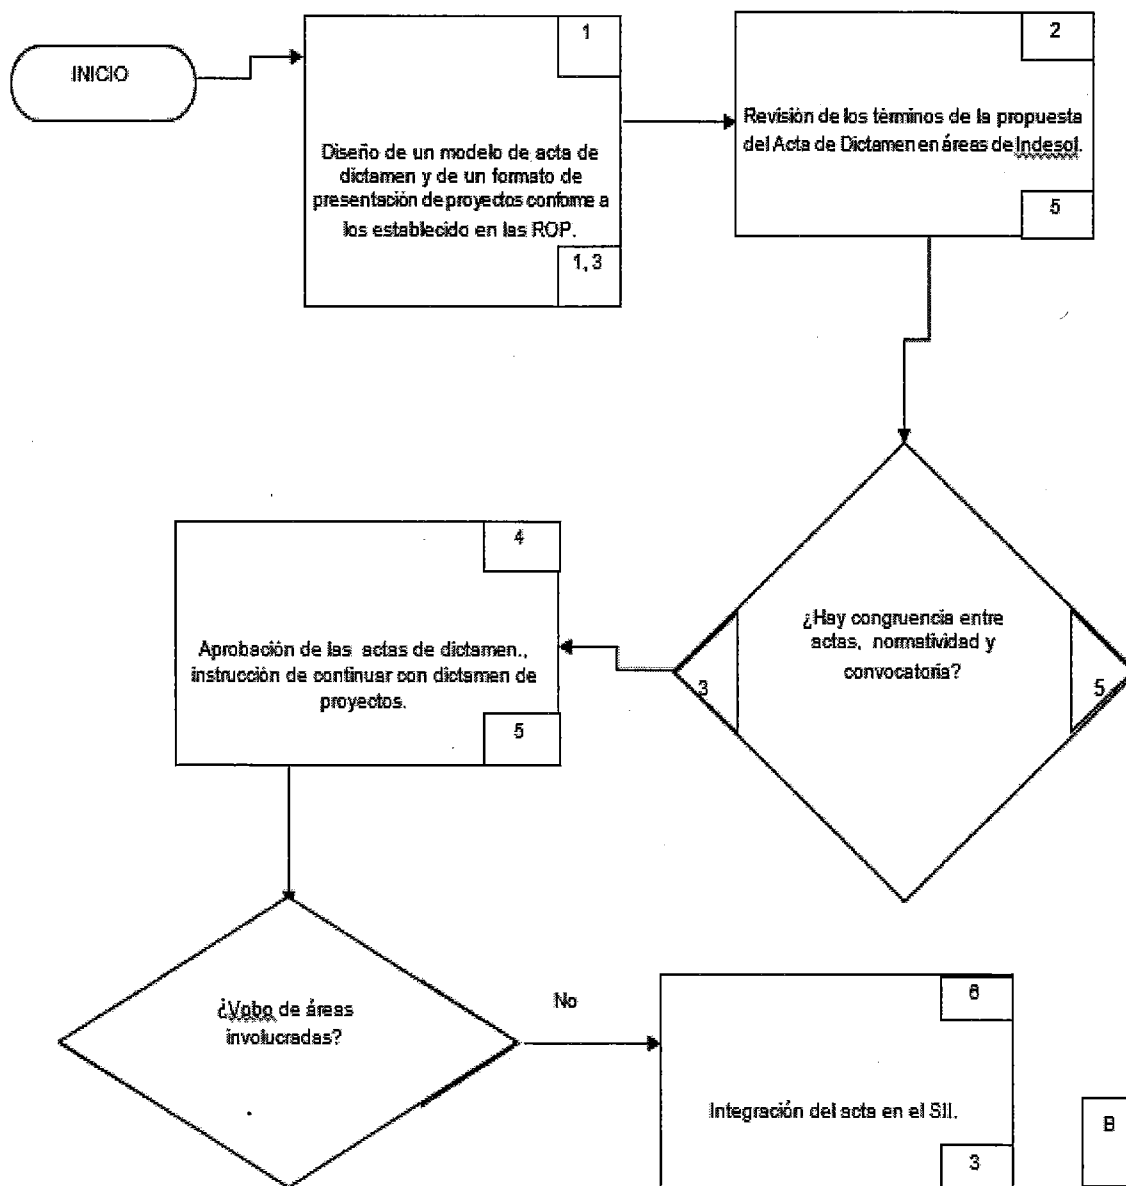 INICIO
1
Diseño de un modelo de acta de
dictamen y de un formato de
presentación de proyectos conforme a
los establecido en las ROP.
1, 3
2
Revisión de los términos de la propuesta
del Acta de Dictamen en áreas de Indesol.
5
¿Hay congruencia entre
actas, normatividad y
convocatoria?
3
5
4
Aprobación de las actas de dictamen.,
instrucción de continuar con dictamen de
proyectos.
5
¿Vobo de áreas
involucradas?
No
6
Integración del acta en el SII.
3
B